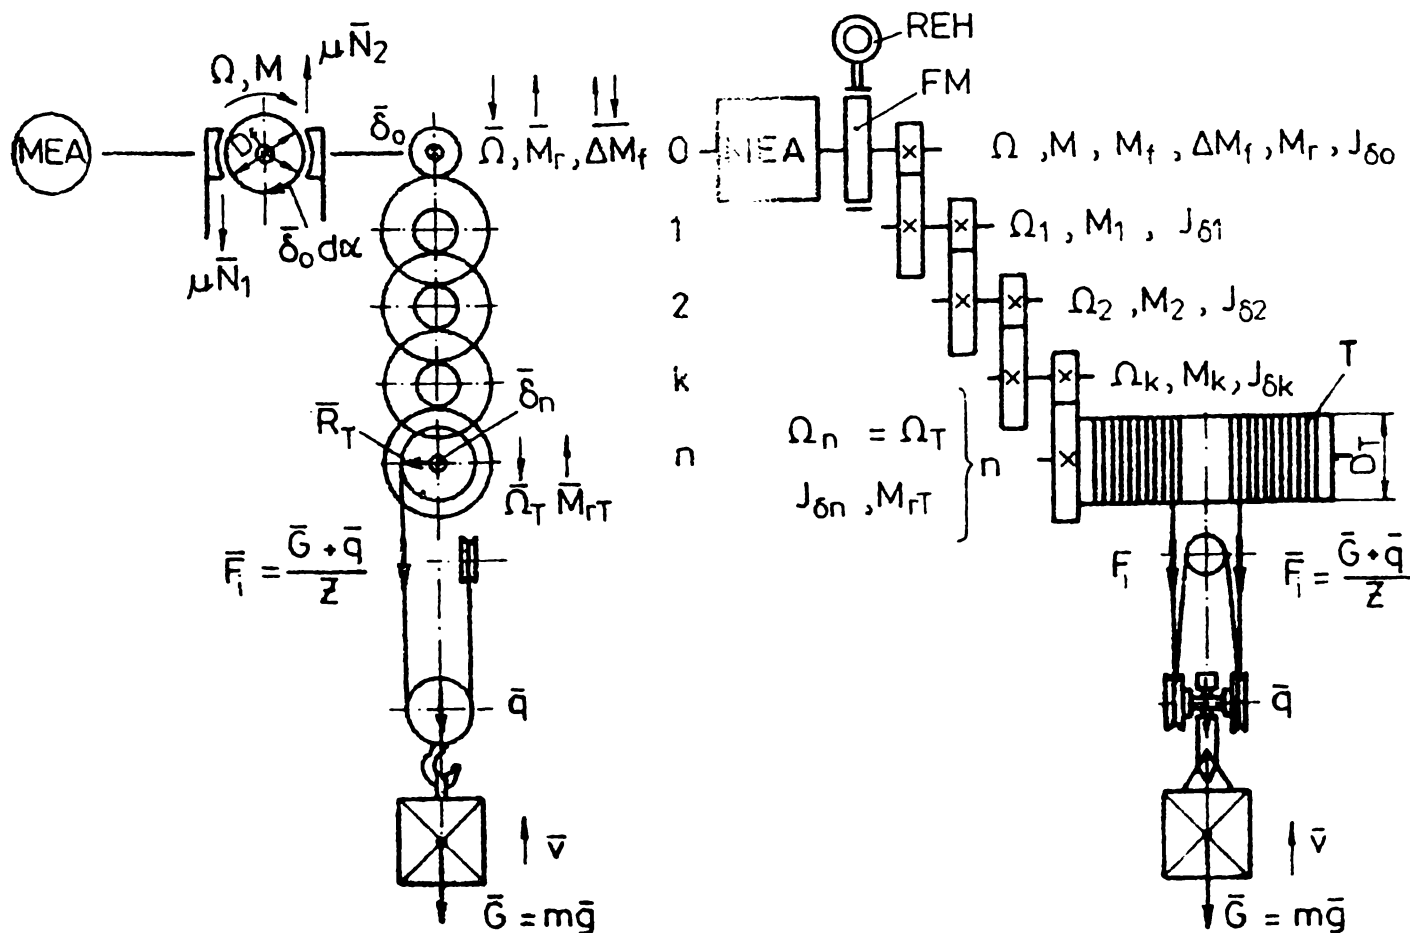 REH
FM
Ω, M
μN̄₂
MEA
Df
δ̄₀
Ω̄, M̄r, Δ̄M̄f
0
MEA
Ω, M, Mf, ΔMf, Mr, Jδ0
μN̄₁
δ̄₀dα
1
Ω1, M1, Jδ1
2
Ω2, M2, Jδ2
k
Ωk, Mk, Jδk
T
R̄T
δ̄n
n
Ωn = ΩT
Jδn, MrT
n
DT
Ω̄T M̄rT
F̄i = (Ḡ + q̄)/z
Fi
F̄i = (Ḡ + q̄)/z
q̄
q̄
v̄
v̄
Ḡ = mḡ
Ḡ = mḡ